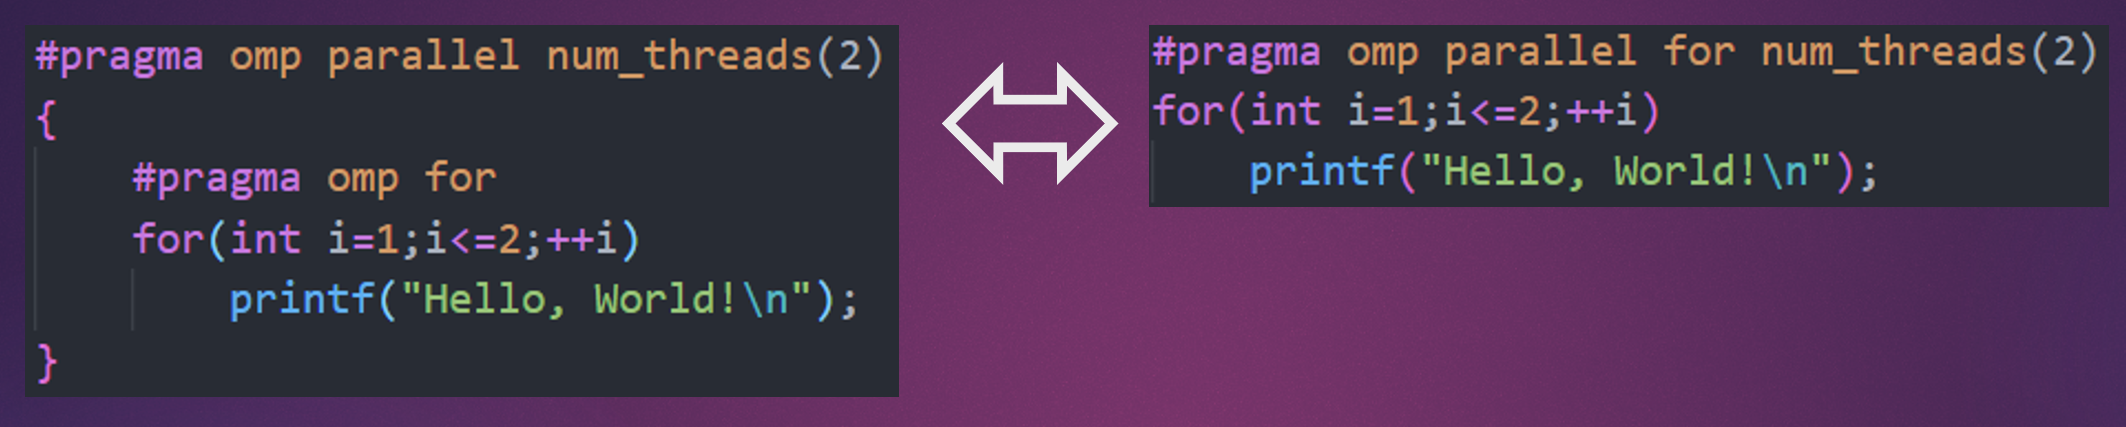 #pragma omp parallel num_threads(2)
{
    #pragma omp for
    for(int i=1;i<=2;++i)
        printf("Hello, World!\n");
}
#pragma omp parallel for num_threads(2)
for(int i=1;i<=2;++i)
    printf("Hello, World!\n");